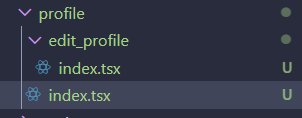 profile
edit_profile
index.tsx U
index.tsx U